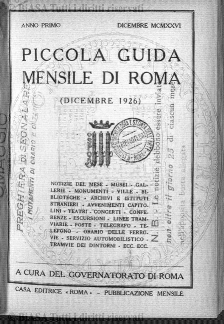 ANNO PRIMO DICEMBRE MCMXXVI
PICCOLA GUIDA
MENSILE DI ROMA
(DICEMBRE 1926)
NOTIZIE DEL MESE - MUSEI - GAL-
LERIE - MONUMENTI - VILLE - BI-
BLIOTECHE - ARCHIVI E ISTITUTI
STRANIERI - AVVENIMENTI CAPITO-
LINI - TEATRI - CONCERTI - CONFE-
RENZE - ESCURSIONI - LINEE TRAM-
VIARIE - POSTE - TELEGRAFO - TE-
LEFONO - ORARIO DELLE FERRO-
VIE - SERVIZIO AUTOMOBILISTICO
TRAMVIE DEI DINTORNI - ECC. ECC.
A CURA DEL GOVERNATORATO DI ROMA
CASA EDITRICE «ROMA» - PUBBLICAZIONE MENSILE